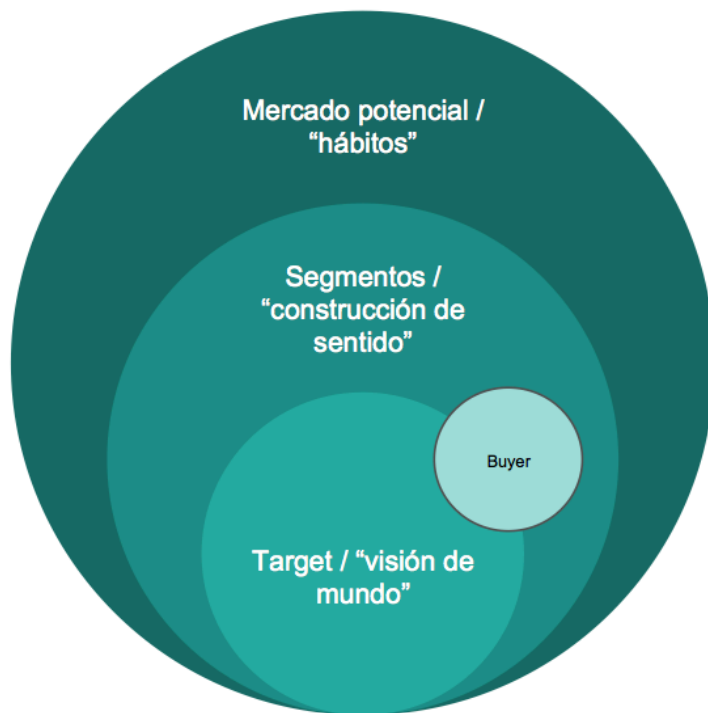 Mercado potencial /
“hábitos”
Segmentos /
“construcción de
sentido”
Buyer
Target / “visión de
mundo”